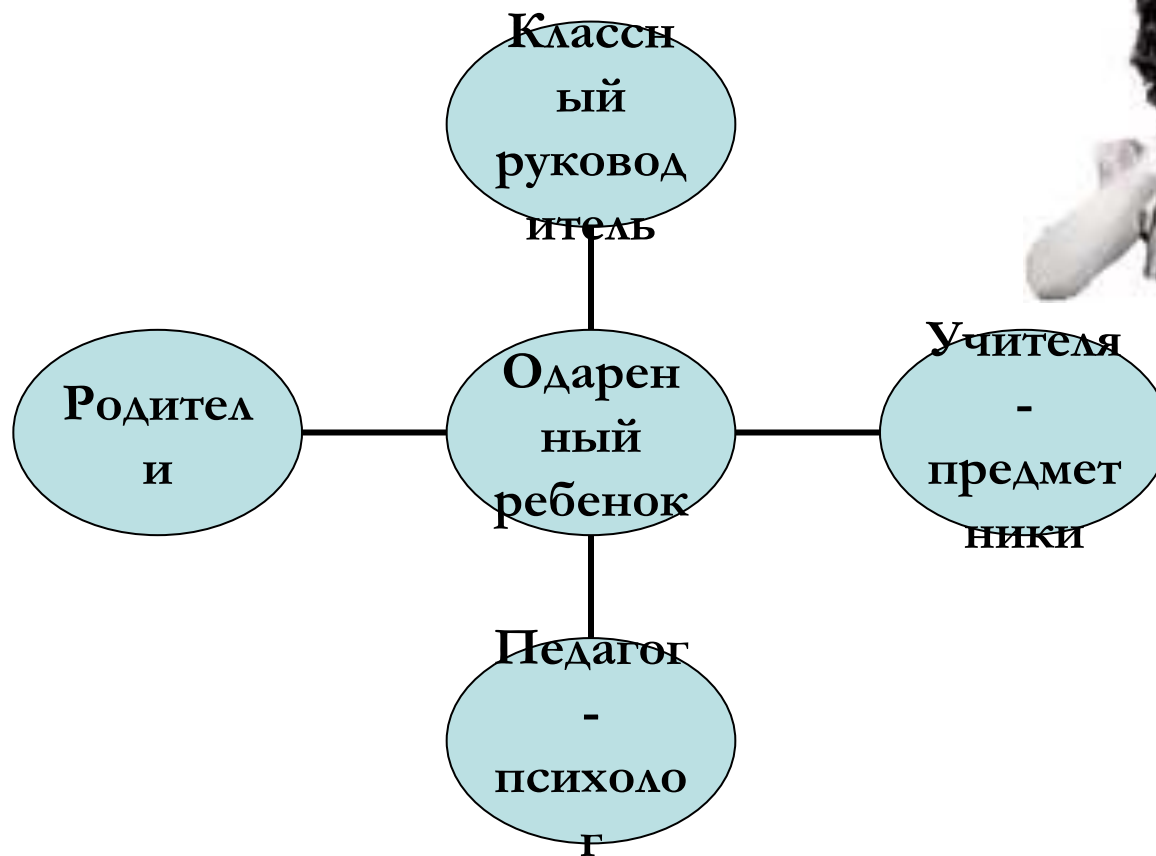 Классн
ый
руковод
итель
Родител
и
Одарен
ный
ребенок
Учителя
-
предмет
ники
Педагог
-
психоло
г